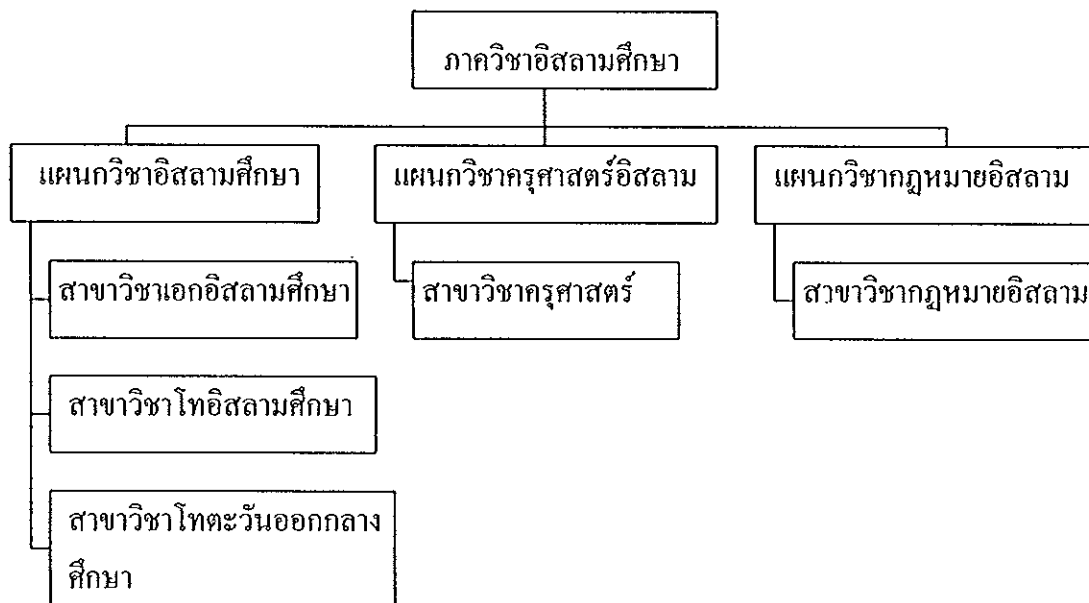 ภาควิชาอิสลามศึกษา
แผนกวิชาอิสลามศึกษา
แผนกวิชาครุศาสตร์อิสลาม
แผนกวิชากฎหมายอิสลาม
สาขาวิชาเอกอิสลามศึกษา
สาขาวิชาครุศาสตร์
สาขาวิชากฎหมายอิสลาม
สาขาวิชาโทอิสลามศึกษา
สาขาวิชาโทตะวันออกกลาง
ศึกษา